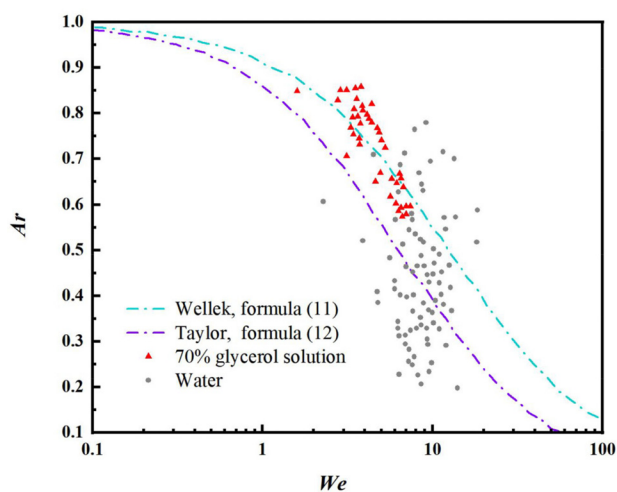 1.0
0.9
0.8
0.7
0.6
0.5
0.4
0.3
0.2
0.1
Ar
Wellek, formula (11)
Taylor, formula (12)
70% glycerol solution
Water
0.1 1 10 100
We